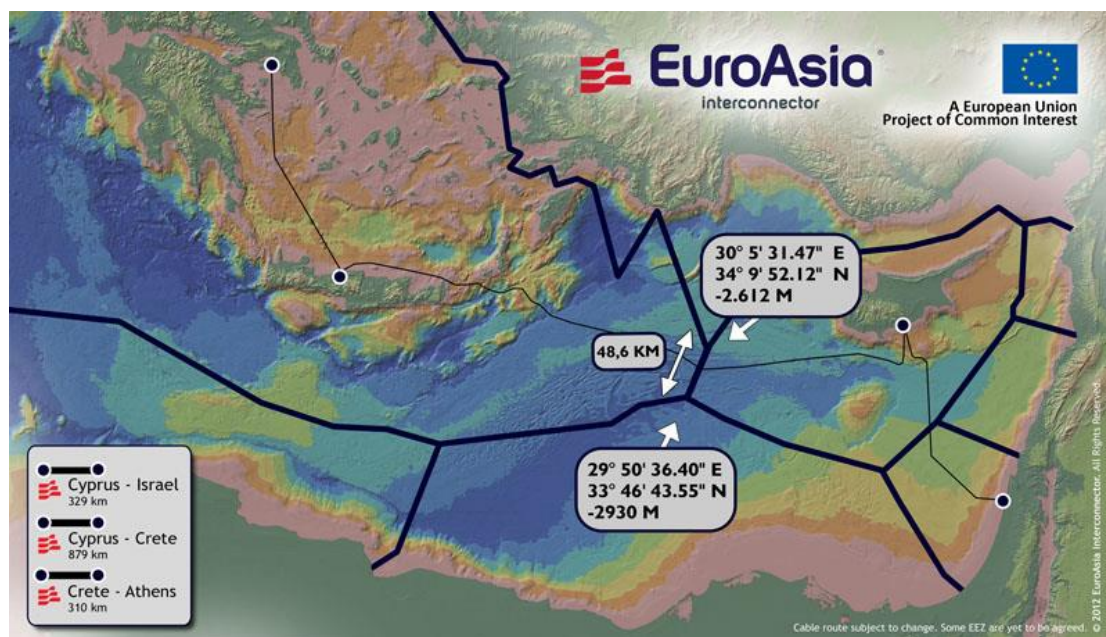 EuroAsia
interconnector
A European Union
Project of Common Interest
30° 5' 31.47" E
34° 9' 52.12" N
-2.612 M
48,6 KM
29° 50' 36.40" E
33° 46' 43.55" N
-2930 M
Cyprus - Israel
329 km
Cyprus - Crete
879 km
Crete - Athens
310 km
Cable route subject to change. Some EEZ are yet to be agreed.
© 2012 EuroAsia Interconnector. All Rights Reserved.